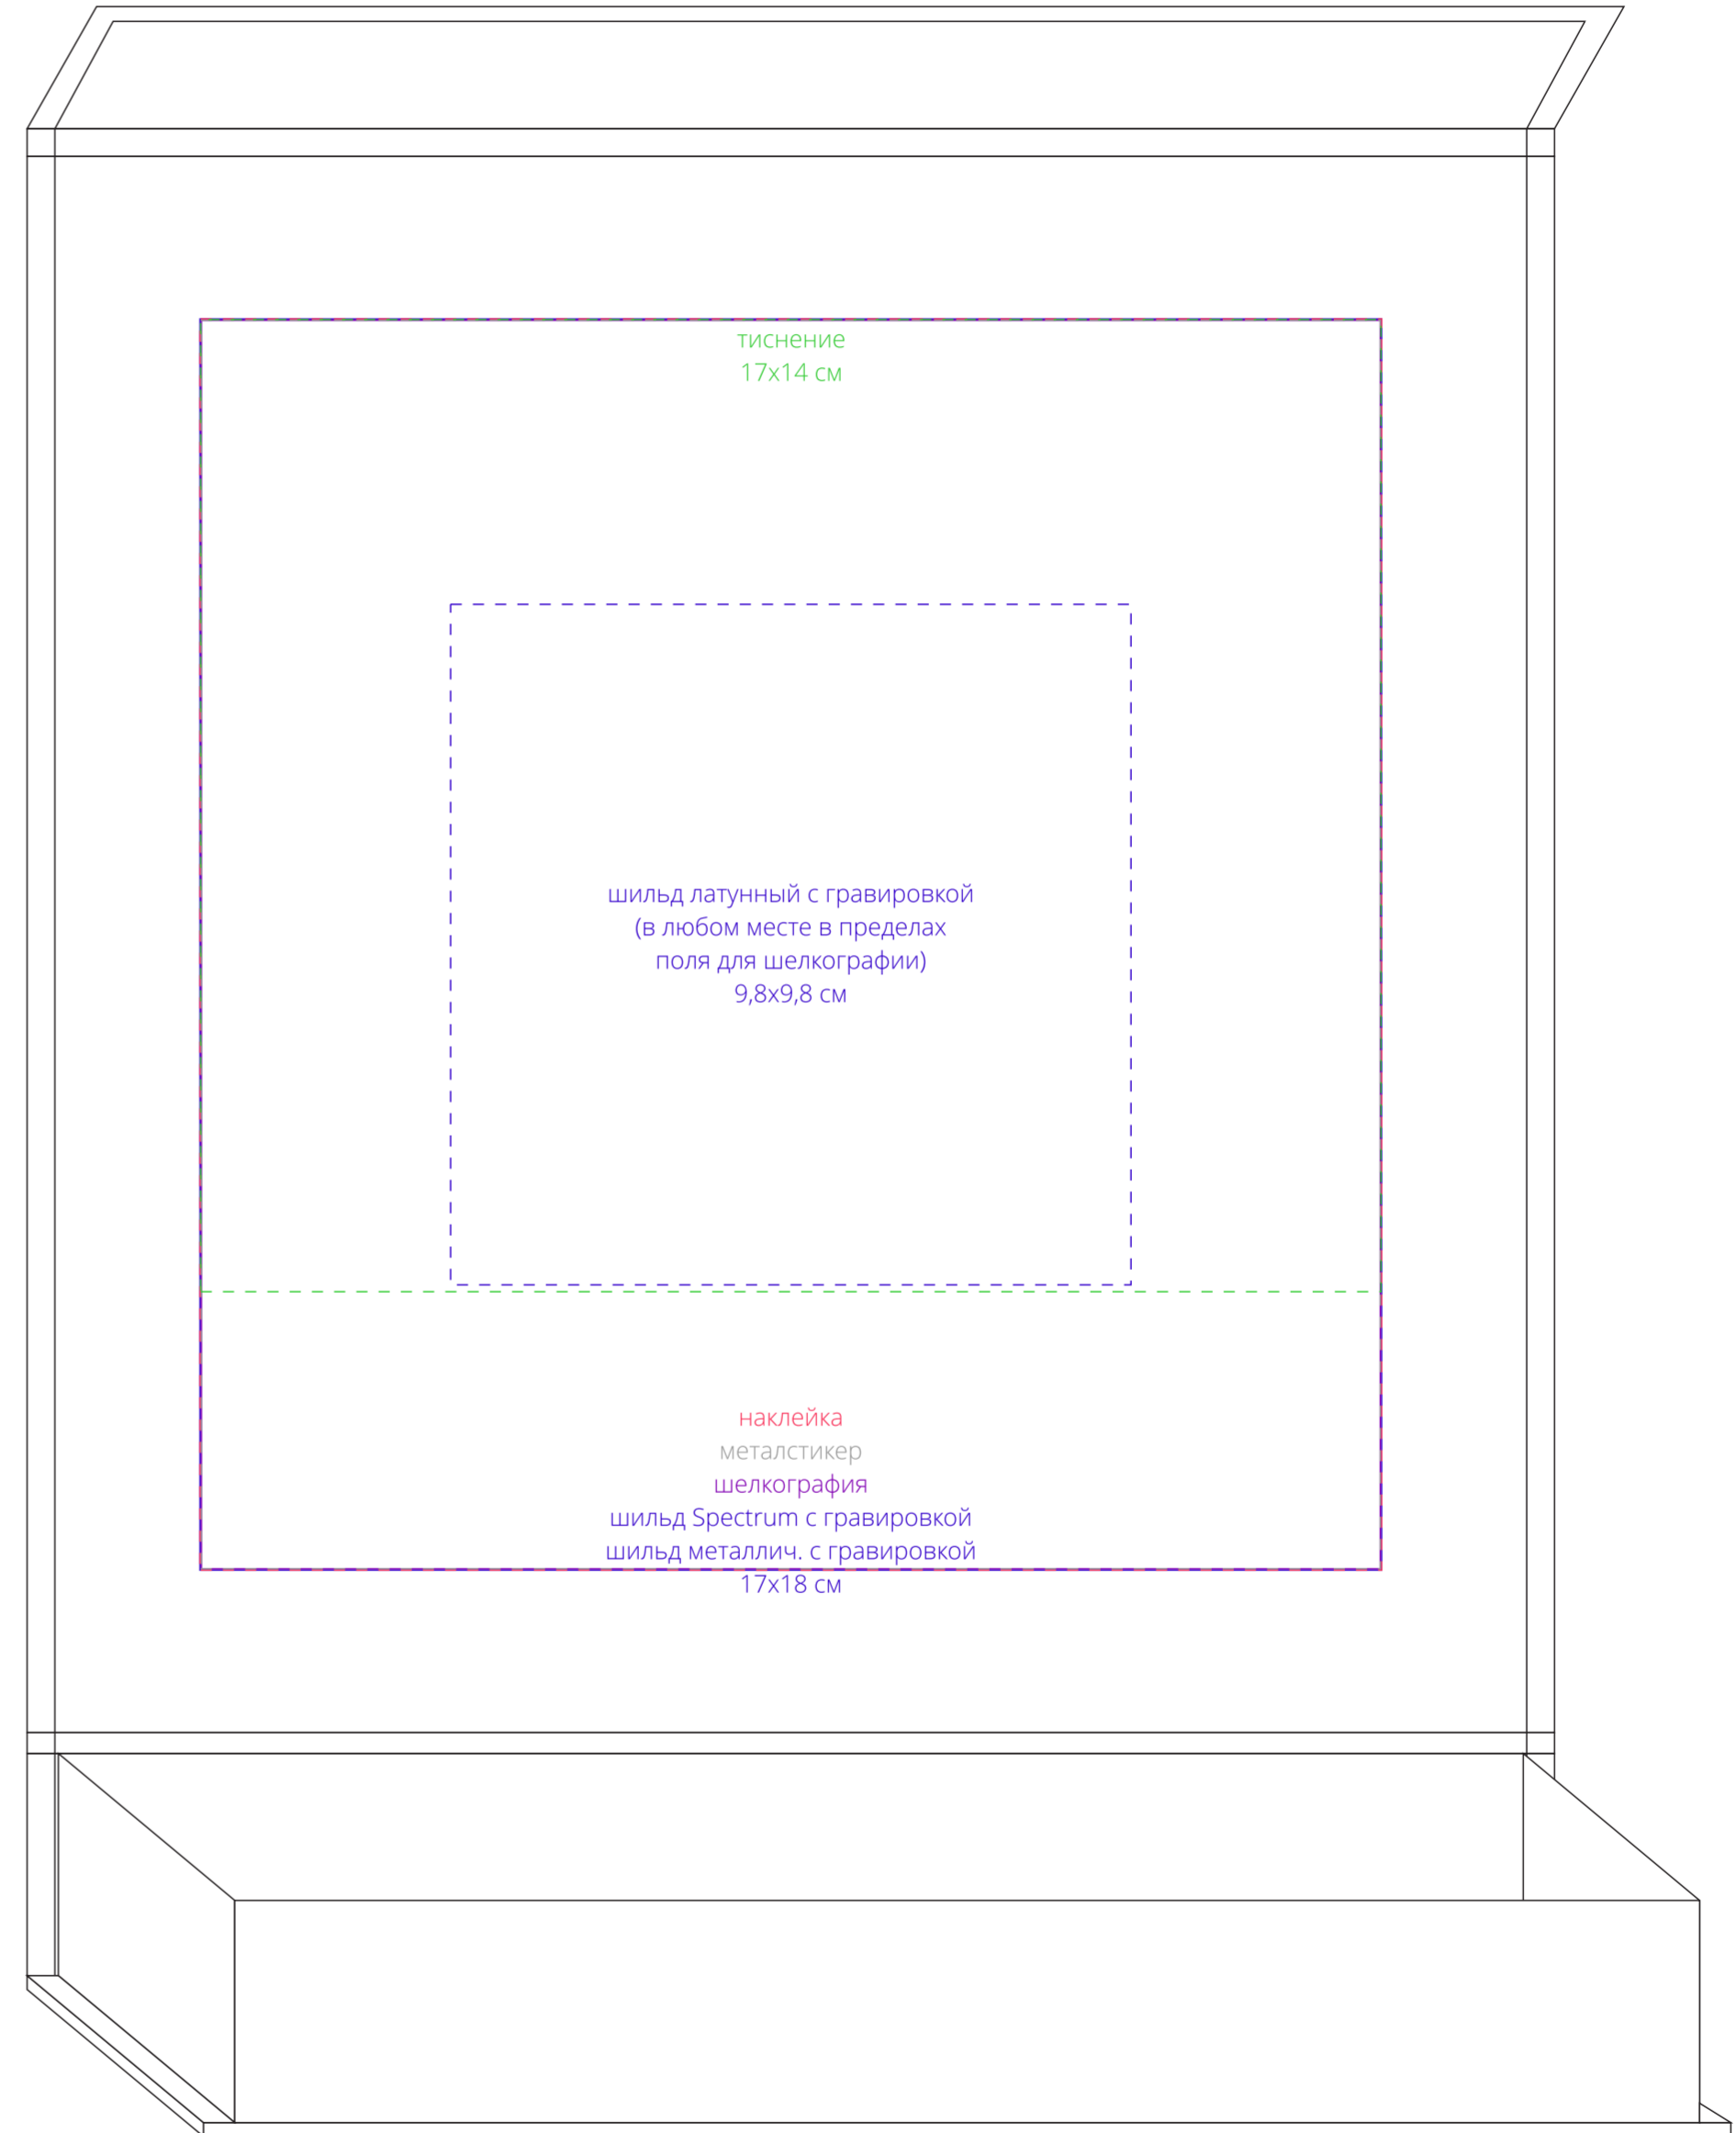 тиснение
17х14 см
шильд латунный с гравировкой
(в любом месте в пределах
поля для шелкографии)
9,8х9,8 см
наклейка
металстикер
шелкография
шильд Spectrum с гравировкой
шильд металлич. с гравировкой
17х18 см